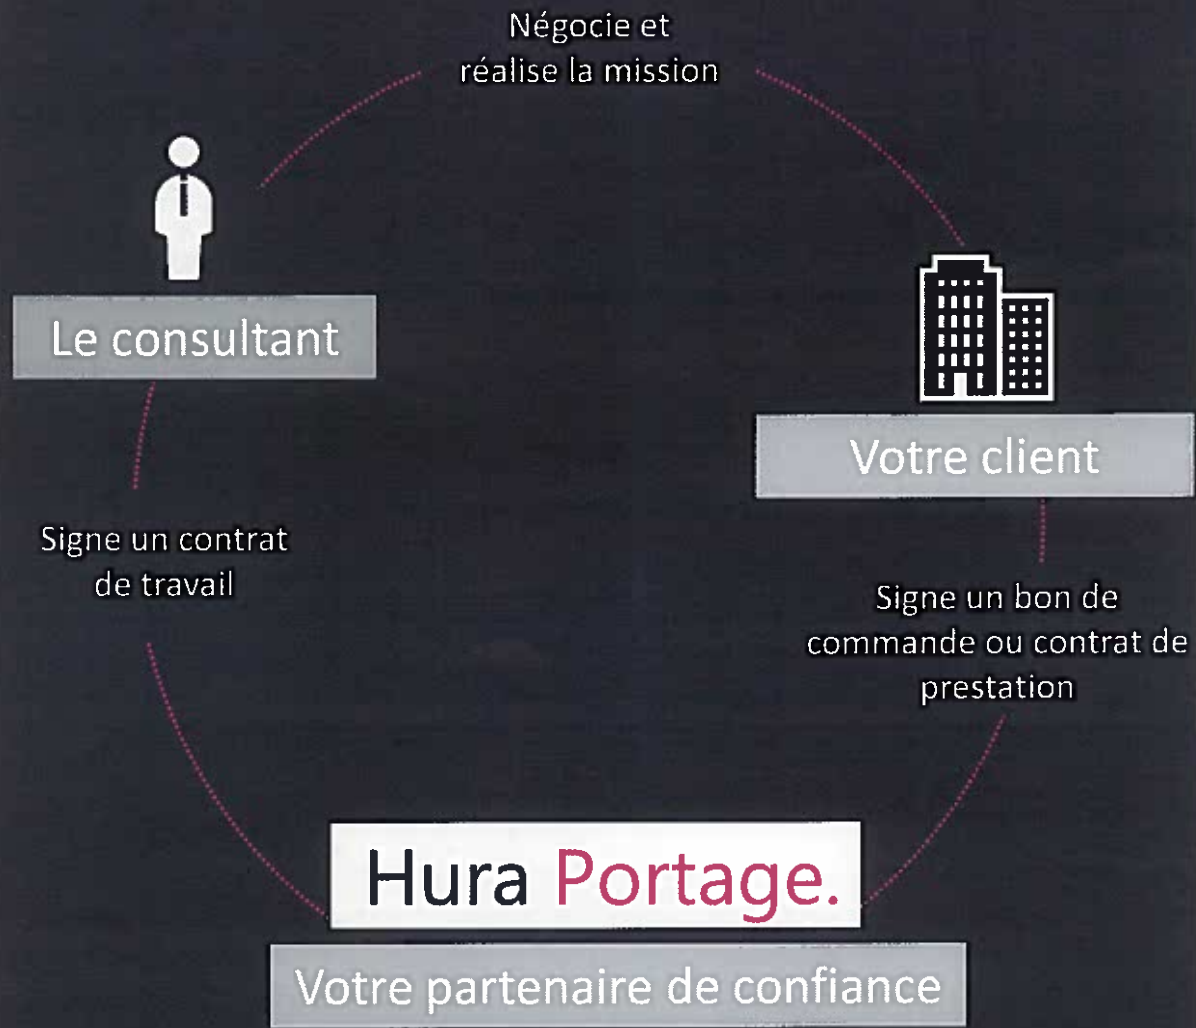 Négocie et
réalise la mission
Le consultant
Votre client
Signe un contrat
de travail
Signe un bon de
commande ou contrat de
prestation
Hura Portage.
Votre partenaire de confiance